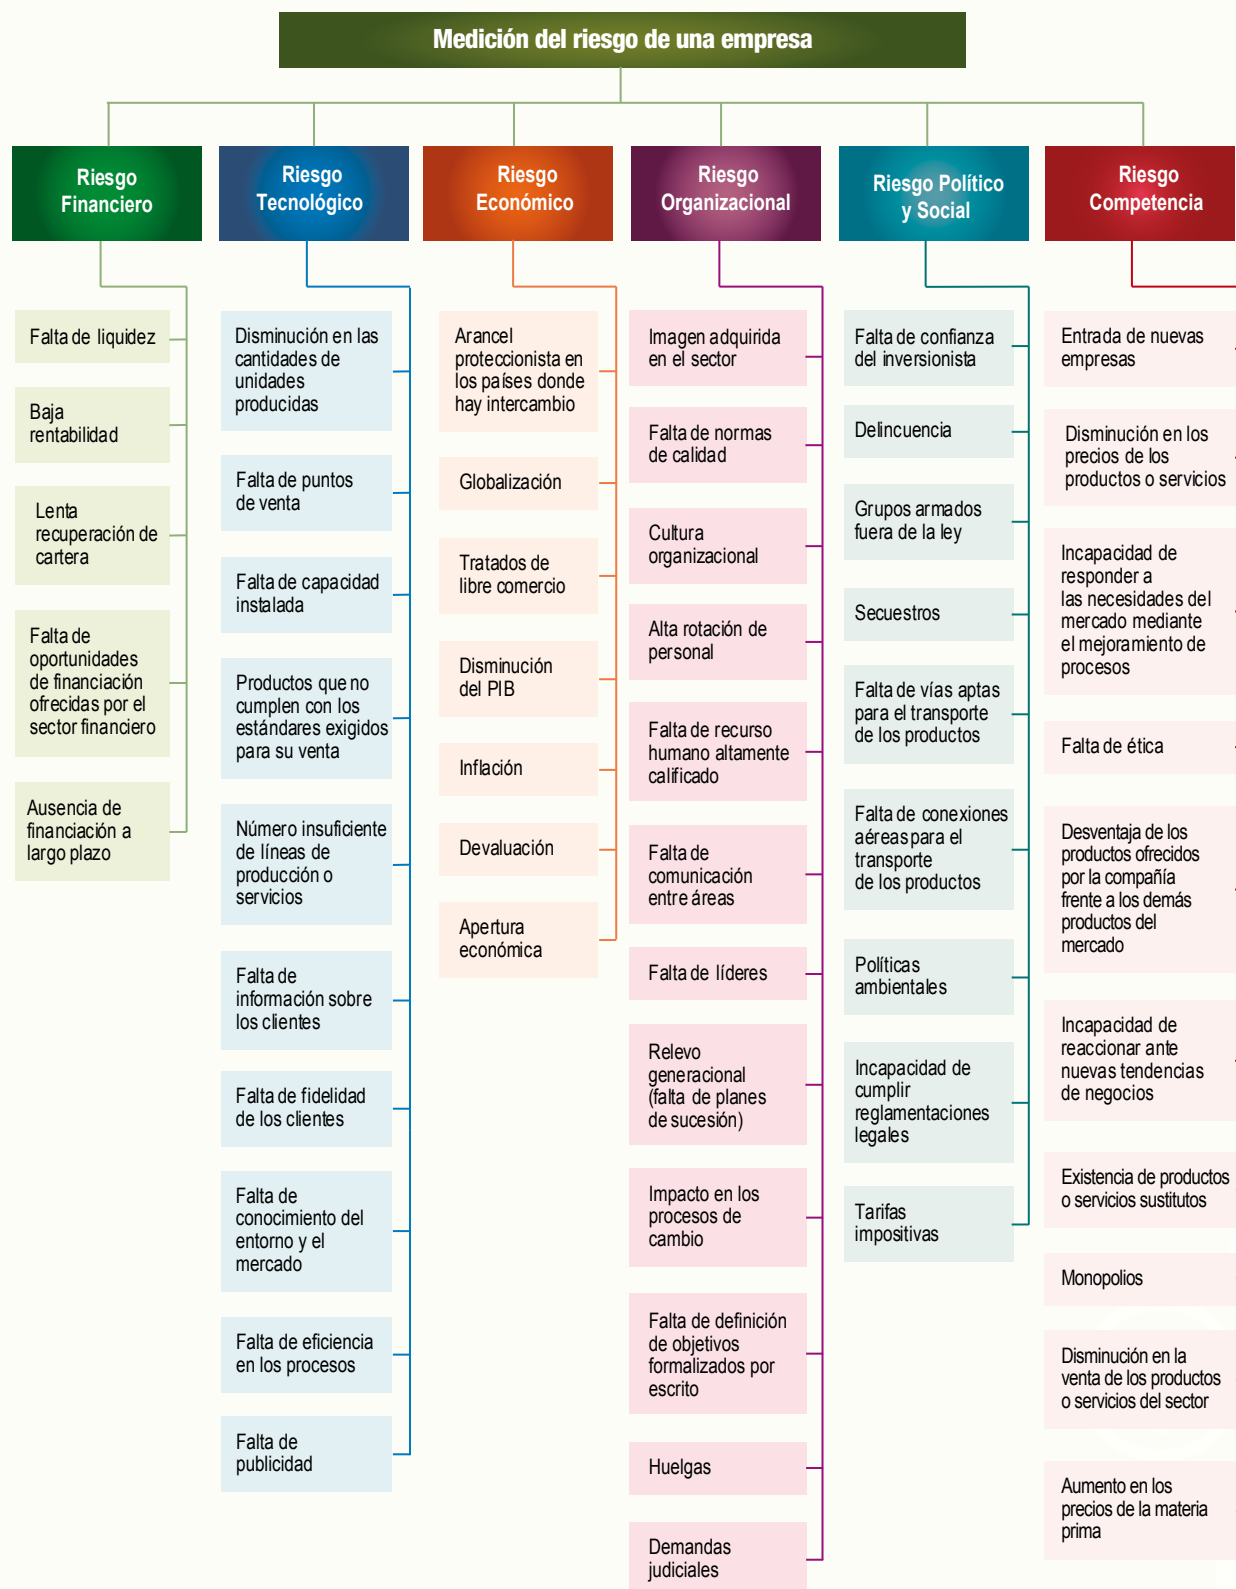 Medición del riesgo de una empresa
Riesgo
Financiero
Falta de liquidez
Baja
rentabilidad
Lenta
recuperación de
cartera
Falta de
oportunidades
de financiación
ofrecidas por el
sector financiero
Ausencia de
financiación a
largo plazo
Riesgo
Tecnológico
Disminución en las
cantidades de
unidades
producidas
Falta de puntos
de venta
Falta de capacidad
instalada
Productos que no
cumplen con los
estándares exigidos
para su venta
Número insuficiente
de líneas de
producción o
servicios
Falta de
información sobre
los clientes
Falta de fidelidad
de los clientes
Falta de
conocimiento del
entorno y el
mercado
Falta de eficiencia
en los procesos
Falta de
publicidad
Riesgo
Económico
Arancel
proteccionista en
los países donde
hay intercambio
Globalización
Tratados de
libre comercio
Disminución
del PIB
Inflación
Devaluación
Apertura
económica
Riesgo
Organizacional
Imagen adquirida
en el sector
Falta de normas
de calidad
Cultura
organizacional
Alta rotación de
personal
Falta de recurso
humano altamente
calificado
Falta de
comunicación
entre áreas
Falta de líderes
Relevo
generacional
(falta de planes
de sucesión)
Impacto en los
procesos de
cambio
Falta de definición
de objetivos
formalizados por
escrito
Huelgas
Demandas
judiciales
Riesgo Político
y Social
Falta de confianza
del inversionista
Delincuencia
Grupos armados
fuera de la ley
Secuestros
Falta de vías aptas
para el transporte
de los productos
Falta de conexiones
aéreas para el
transporte
de los productos
Políticas
ambientales
Incapacidad de
cumplir
reglamentaciones
legales
Tarifas
impositivas
Riesgo
Competencia
Entrada de nuevas
empresas
Disminución en los
precios de los
productos o servicios
Incapacidad de
responder a
las necesidades del
mercado mediante
el mejoramiento de
procesos
Falta de ética
Desventaja de los
productos ofrecidos
por la compañía
frente a los demás
productos del
mercado
Incapacidad de
reaccionar ante
nuevas tendencias
de negocios
Existencia de productos
o servicios sustitutos
Monopolios
Disminución en la
venta de los productos
o servicios del sector
Aumento en los
precios de la materia
prima